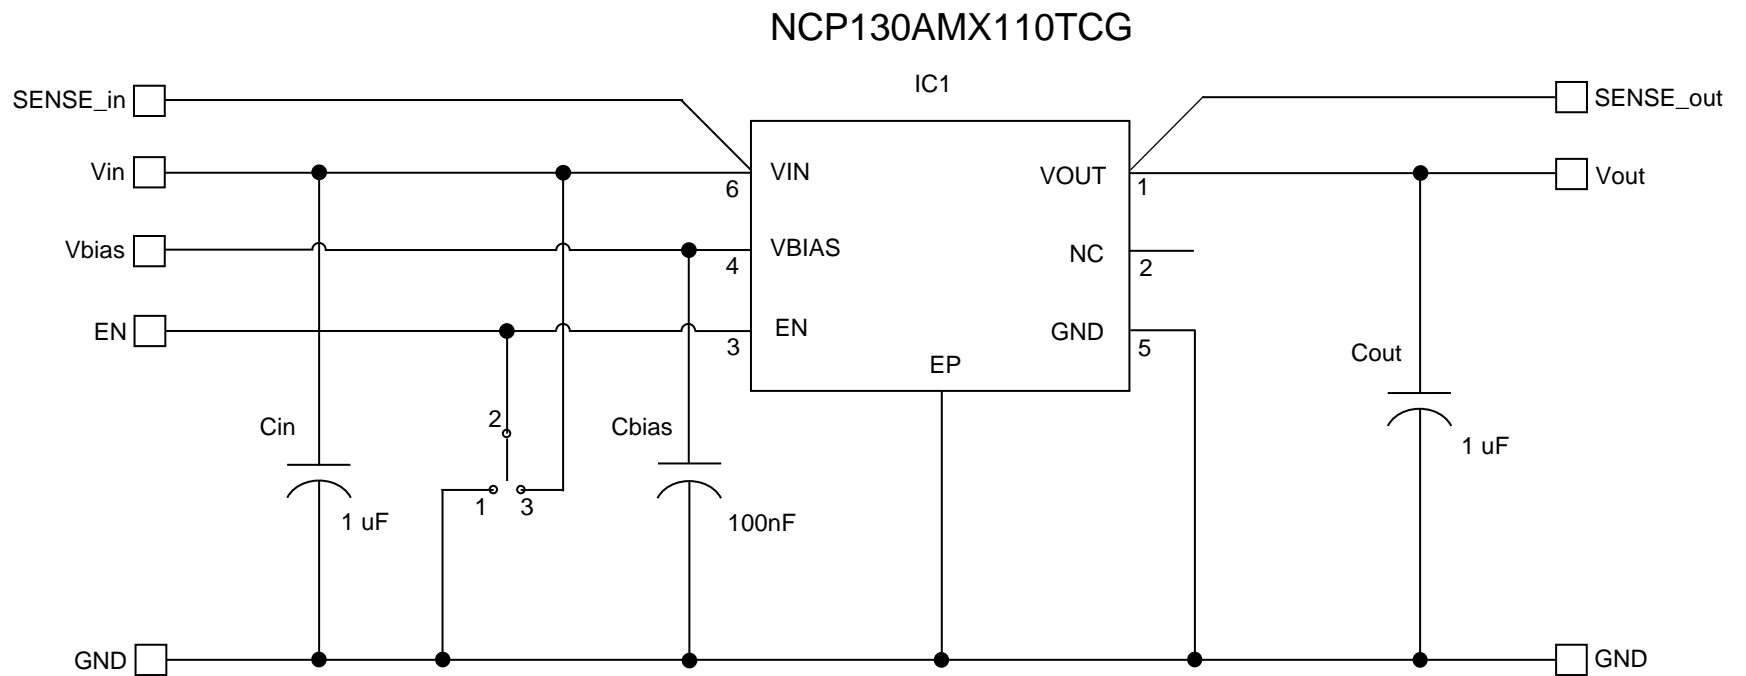 NCP130AMX110TCG
IC1
SENSE_in
SENSE_out
Vin
VIN
6
VOUT
1
Vout
Vbias
VBIAS
4
NC
2
EN
EN
3
GND
5
EP
Cout
1 uF
Cin
1 uF
2
1
3
Cbias
100nF
GND
GND